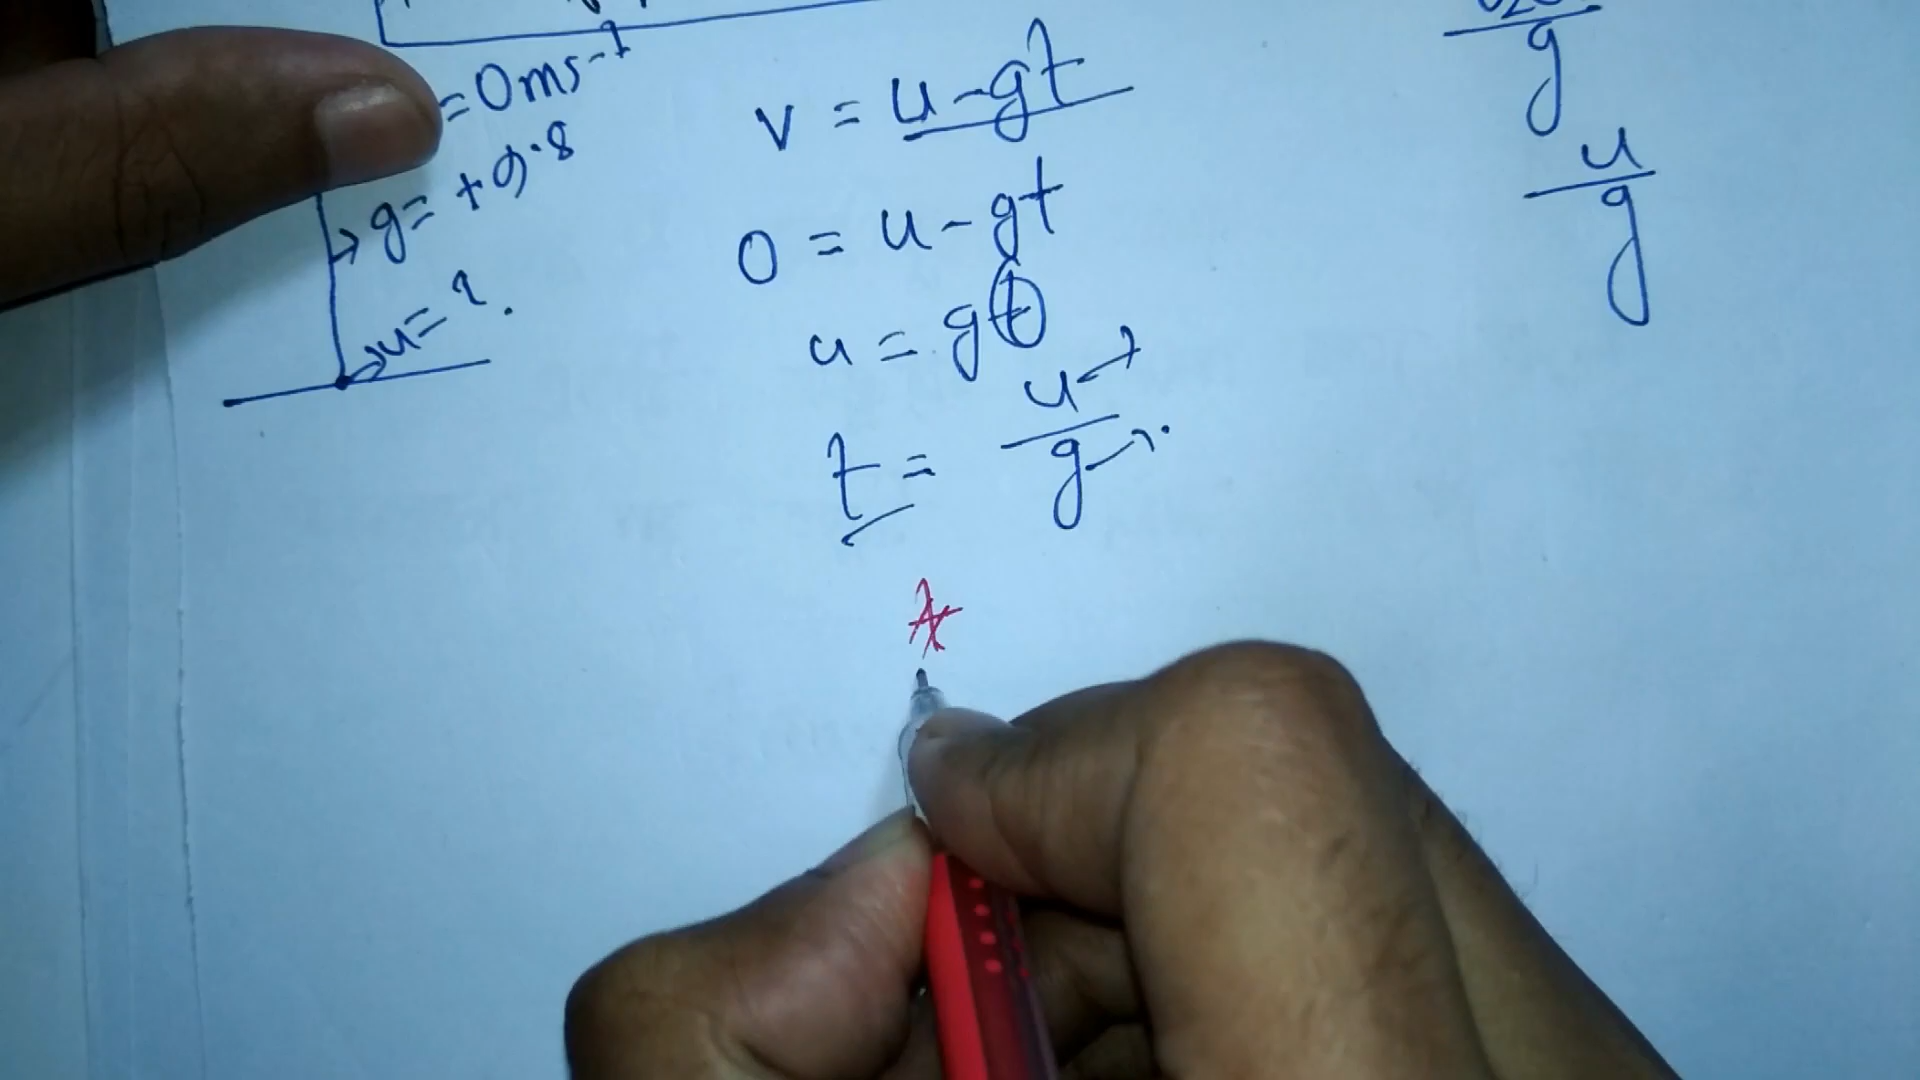 =0ms⁻¹
g= +9.8
u= ?.
v = u-gt
0 = u-gt
u = gt
t = u/g
g
u/g